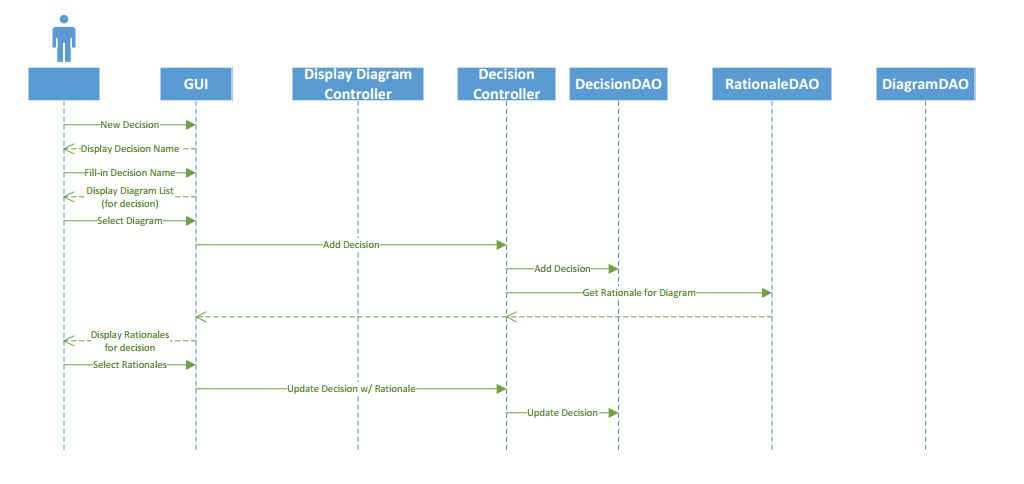 GUI
Display Diagram
Controller
Decision
Controller
DecisionDAO
RationaleDAO
DiagramDAO
New Decision
Display Decision Name
Fill-in Decision Name
Display Diagram List
(for decision)
Select Diagram
Add Decision
Add Decision
Get Rationale for Diagram
Display Rationales
for decision
Select Rationales
Update Decision w/ Rationale
Update Decision